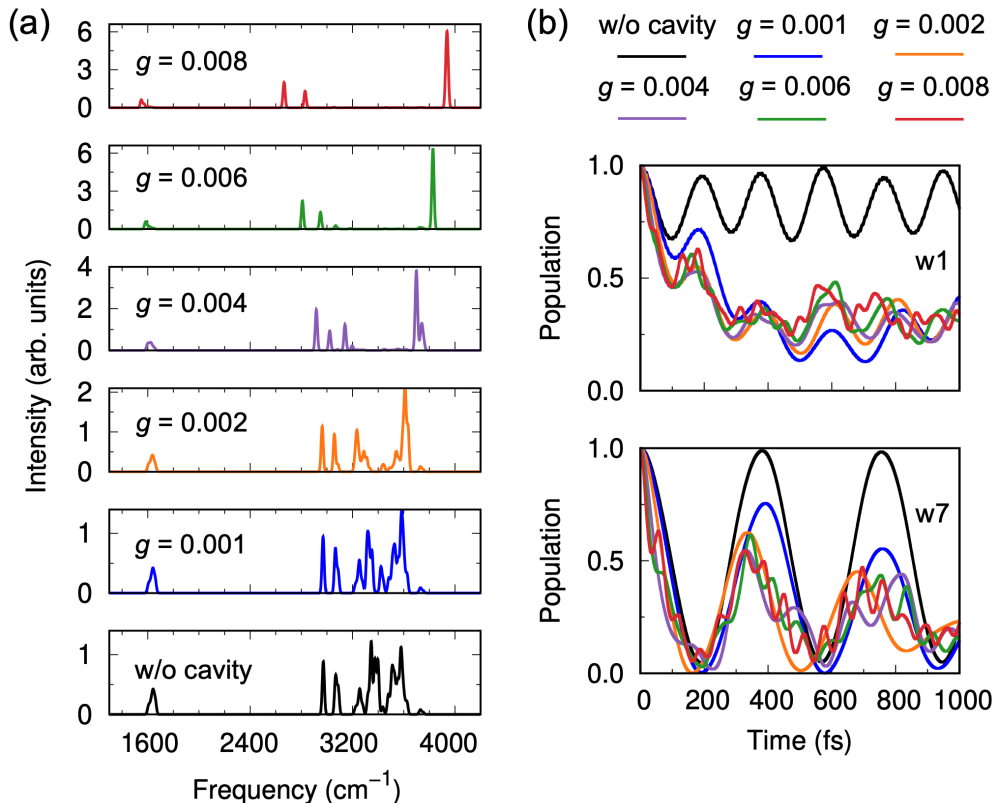 (a)
Intensity (arb. units)
6
3
0
g = 0.008
6
3
0
g = 0.006
4
2
0
g = 0.004
2
1
0
g = 0.002
1
0
g = 0.001
1
0
w/o cavity
1600 2400 3200 4000
Frequency (cm⁻¹)
(b)
w/o cavity g = 0.001 g = 0.002
g = 0.004 g = 0.006 g = 0.008
Population
1.0
0.5
0.0
w1
Population
1.0
0.5
0.0
w7
0 200 400 600 800 1000
Time (fs)